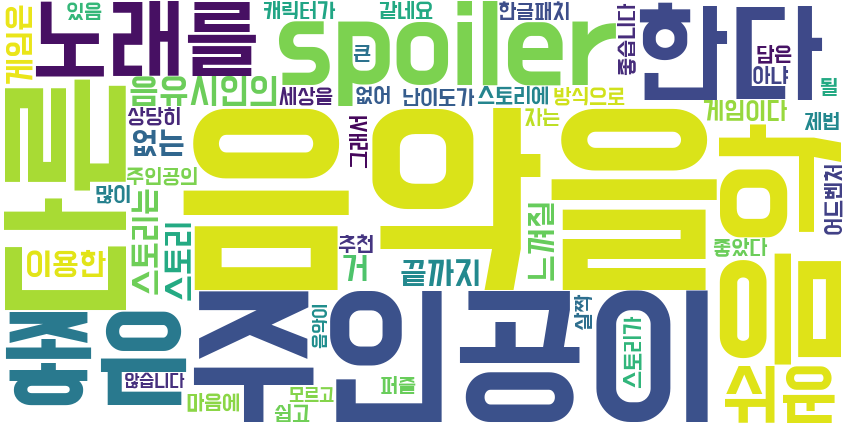 있음
캐릭터가
같네요
한글패치
좋습니다
게임은
노래를
spoiler
한다
큰
담은
아냐
될
음유시인의
세상을
없어
난이도가
스토리에
방식으로
게임이다
제법
다른
상당히
없는
음악을
그래서
자는
하
주인공의
많이
스토리는
스토리
이용한
추천
거
끝까지
느껴질
좋았다
어드벤처
이름
좋은
주인공이
음악이
살짝
스토리가
쉬운
않습니다
마음에
쉽고
모르고
퍼즐